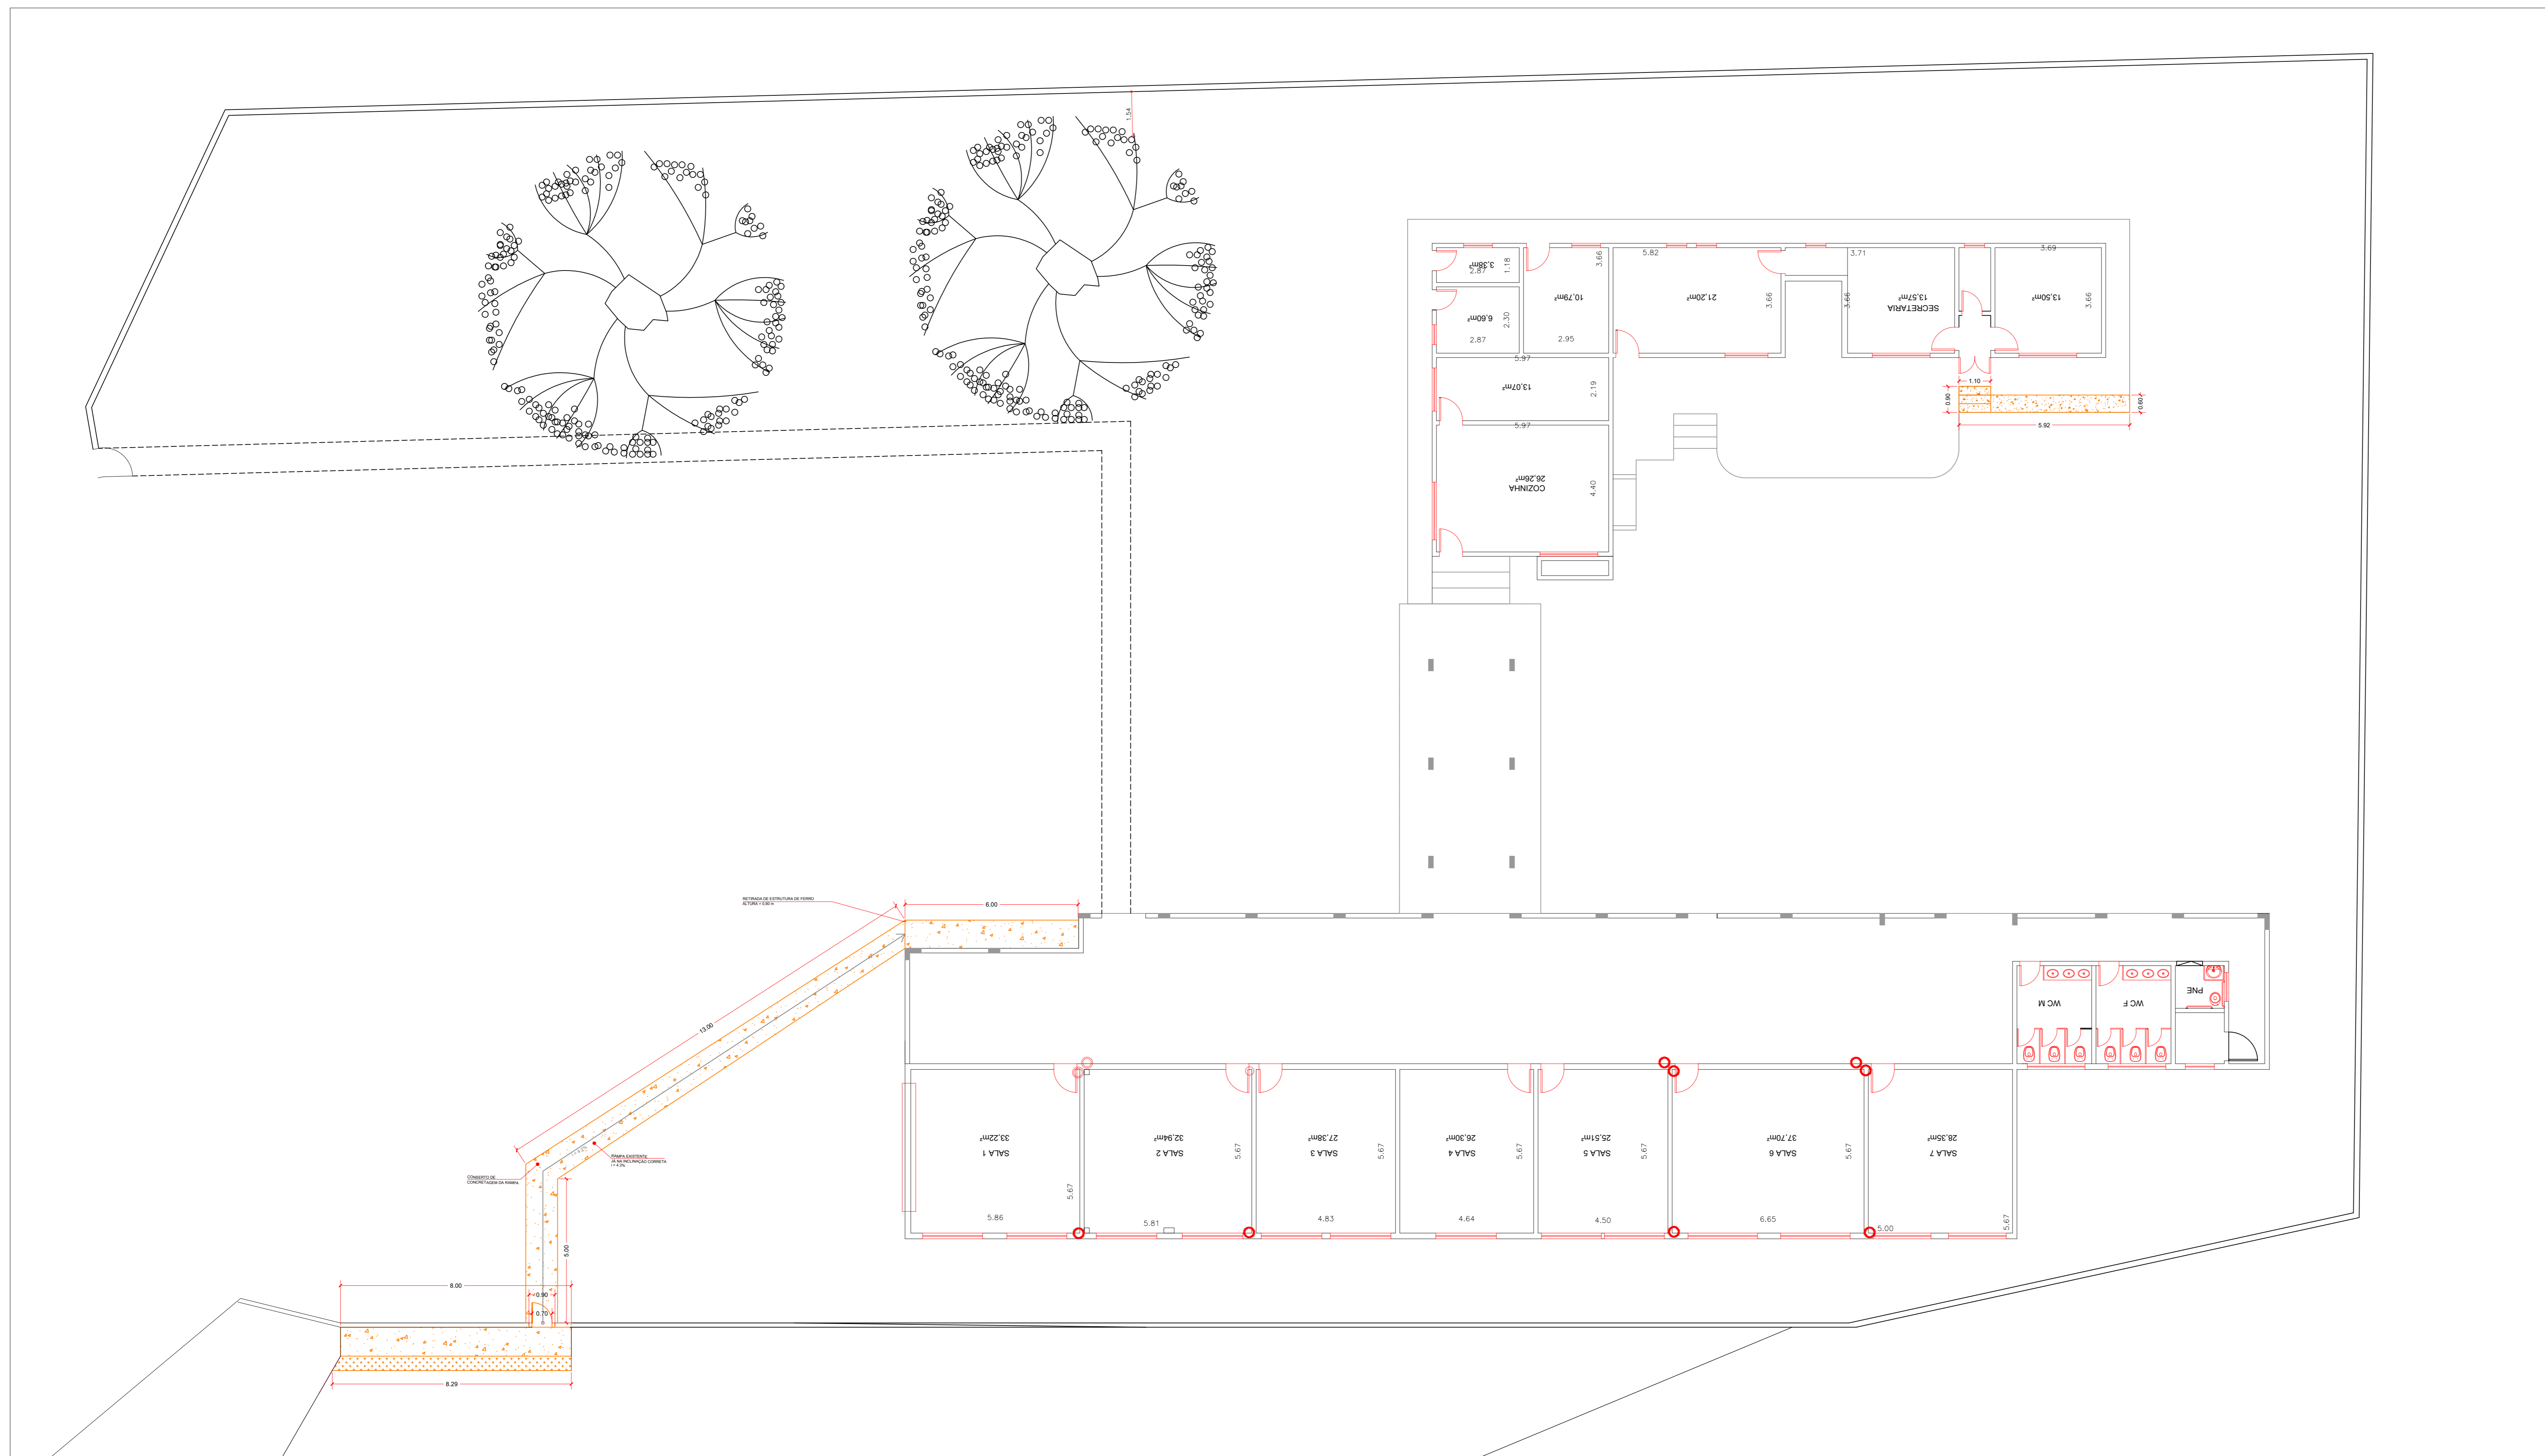 1.54
3,38m²
2.87
1.18
3.66
5.82
3.71
3.69
10,79m²
21,20m²
3.66
3.66
SECRETARIA
13,57m²
13,50m²
3.66
6,60m²
2.30
2.87
2.95
5.97
13,07m²
2.19
5.97
1.10
0.90
0.60
5.92
COZINHA
26,26m²
4.40
RETIRADA DE ESTRUTURA DE FERRO
ALTURA = 0,90 m
6.00
13.00
WC M
WC F
PNE
SALA 1
33,22m²
5.67
5.86
SALA 2
32,94m²
5.67
5.81
SALA 3
27,38m²
5.67
4.83
SALA 4
26,30m²
5.67
4.64
SALA 5
25,51m²
5.67
4.50
SALA 6
37,70m²
5.67
6.65
SALA 7
28,35m²
5.67
5.00
RAMPA EXISTENTE
JÁ NA INCLINAÇÃO CORRETA
i = 4,2%
CONSERTO DE
CONCRETAGEM DA RAMPA
5.00
8.00
0.90
0.70
8.29